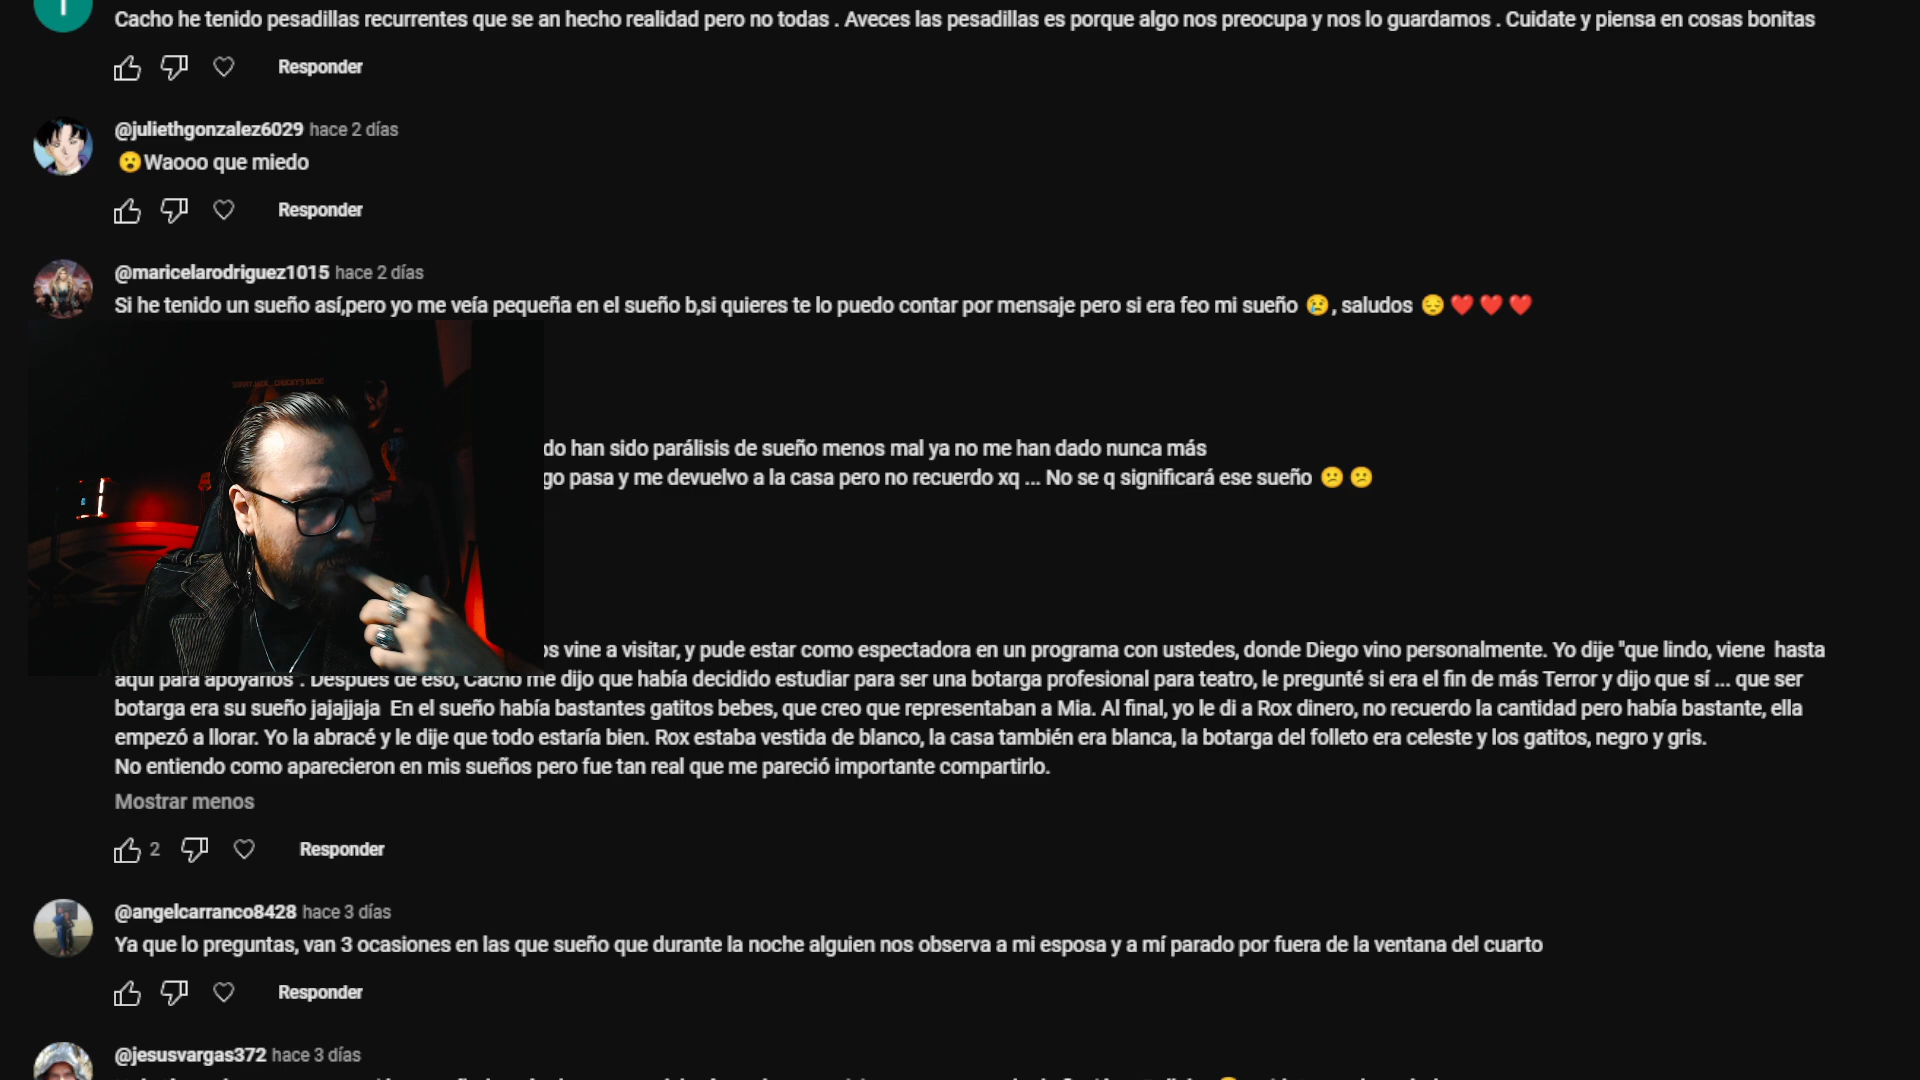 Cacho he tenido pesadillas recurrentes que se an hecho realidad pero no todas . Aveces las pesadillas es porque algo nos preocupa y nos lo guardamos . Cuidate y piensa en cosas bonitas
Responder
@juliethgonzalez6029 hace 2 días
😮Waooo que miedo
Responder
@maricelarodriguez1015 hace 2 días
Si he tenido un sueño así,pero yo me veía pequeña en el sueño b,si quieres te lo puedo contar por mensaje pero si era feo mi sueño 😢, saludos 😔❤️❤️❤️
SORRY JACK... CHUCKY'S BACK!
do han sido parálisis de sueño menos mal ya no me han dado nunca más
go pasa y me devuelvo a la casa pero no recuerdo xq ... No se q significará ese sueño 😕😕
os vine a visitar, y pude estar como espectadora en un programa con ustedes, donde Diego vino personalmente. Yo dije "que lindo, viene hasta
aquí para apoyarlos". Después de eso, Cacho me dijo que había decidido estudiar para ser una botarga profesional para teatro, le pregunté si era el fin de más Terror y dijo que sí ... que ser
botarga era su sueño jajajjaja En el sueño había bastantes gatitos bebes, que creo que representaban a Mia. Al final, yo le di a Rox dinero, no recuerdo la cantidad pero había bastante, ella
empezó a llorar. Yo la abracé y le dije que todo estaría bien. Rox estaba vestida de blanco, la casa también era blanca, la botarga del folleto era celeste y los gatitos, negro y gris.
No entiendo como aparecieron en mis sueños pero fue tan real que me pareció importante compartirlo.
Mostrar menos
2 Responder
@angelcarranco8428 hace 3 días
Ya que lo preguntas, van 3 ocasiones en las que sueño que durante la noche alguien nos observa a mi esposa y a mí parado por fuera de la ventana del cuarto
Responder
@jesusvargas372 hace 3 días